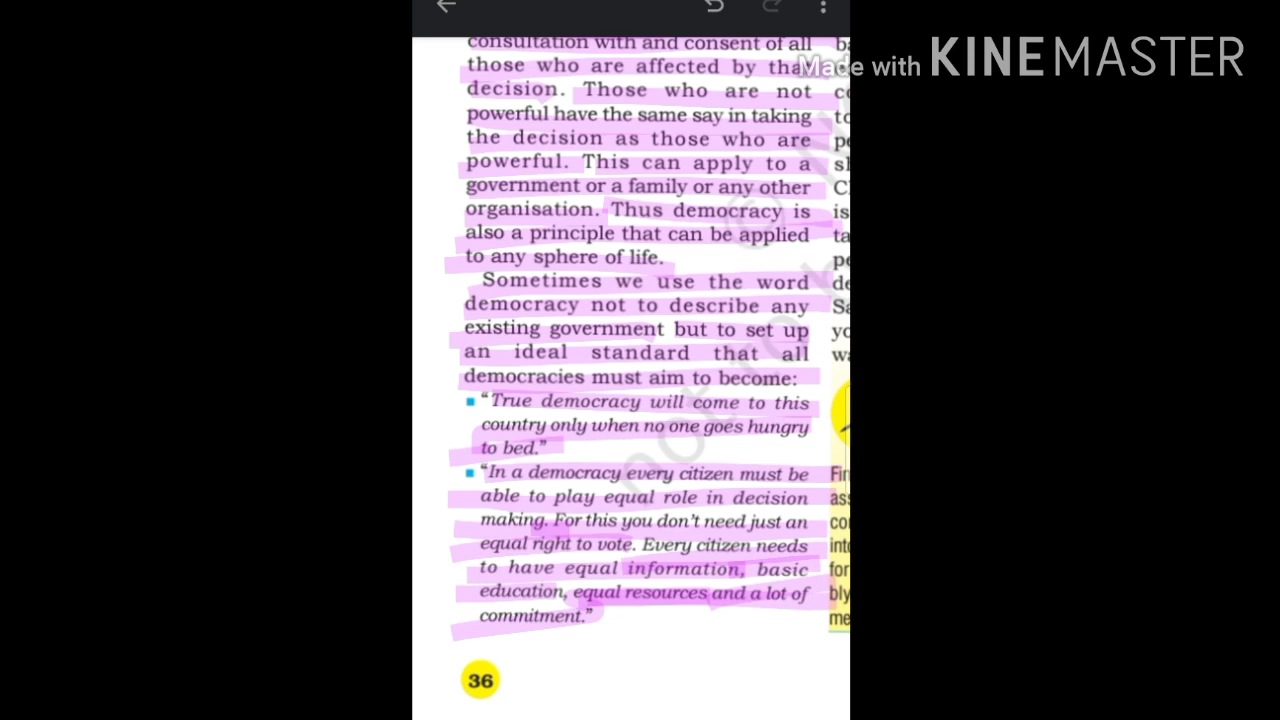 consultation with and consent of all
those who are affected by that
decision. Those who are not
powerful have the same say in taking
the decision as those who are
powerful. This can apply to a
government or a family or any other
organisation. Thus democracy is
also a principle that can be applied
to any sphere of life.
Sometimes we use the word
democracy not to describe any
existing government but to set up
an ideal standard that all
democracies must aim to become:
"True democracy will come to this
country only when no one goes hungry
to bed."
"In a democracy every citizen must be
able to play equal role in decision
making. For this you don't need just an
equal right to vote. Every citizen needs
to have equal information, basic
education, equal resources and a lot of
commitment."
36
Made with KINEMASTER